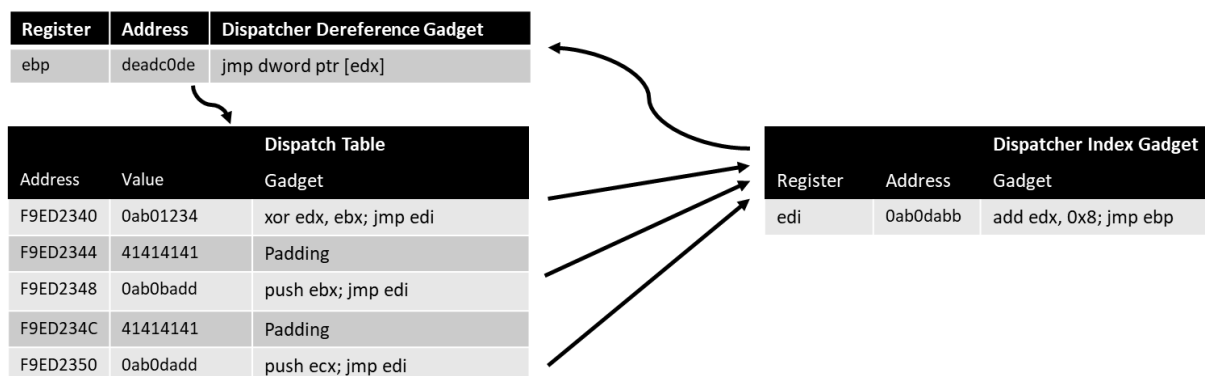 Register Address Dispatcher Dereference Gadget
ebp deadc0de jmp dword ptr [edx]
Dispatch Table
Address Value Gadget
F9ED2340 0ab01234 xor edx, ebx; jmp edi
F9ED2344 41414141 Padding
F9ED2348 0ab0badd push ebx; jmp edi
F9ED234C 41414141 Padding
F9ED2350 0ab0dadd push ecx; jmp edi
Dispatcher Index Gadget
Register Address Gadget
edi 0ab0dabb add edx, 0x8; jmp ebp